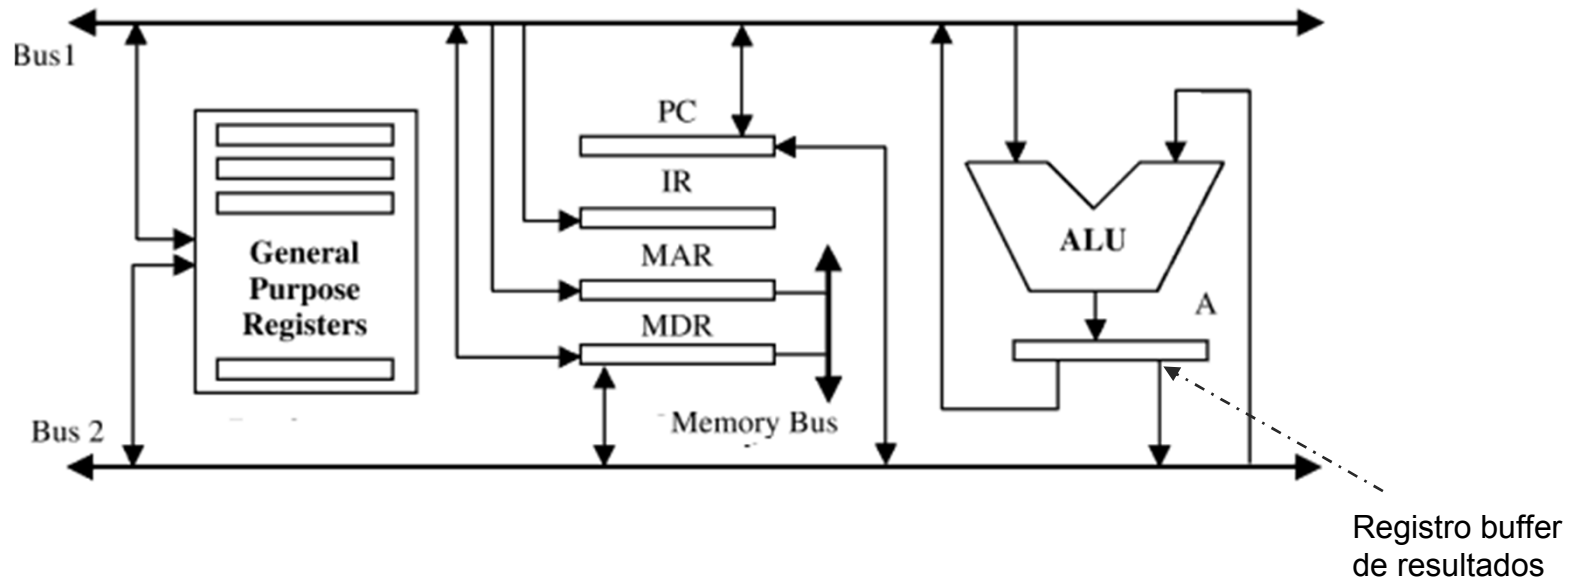 Bus1
PC
IR
MAR
MDR
General
Purpose
Registers
ALU
A
Memory Bus
Bus 2
Registro buffer
de resultados